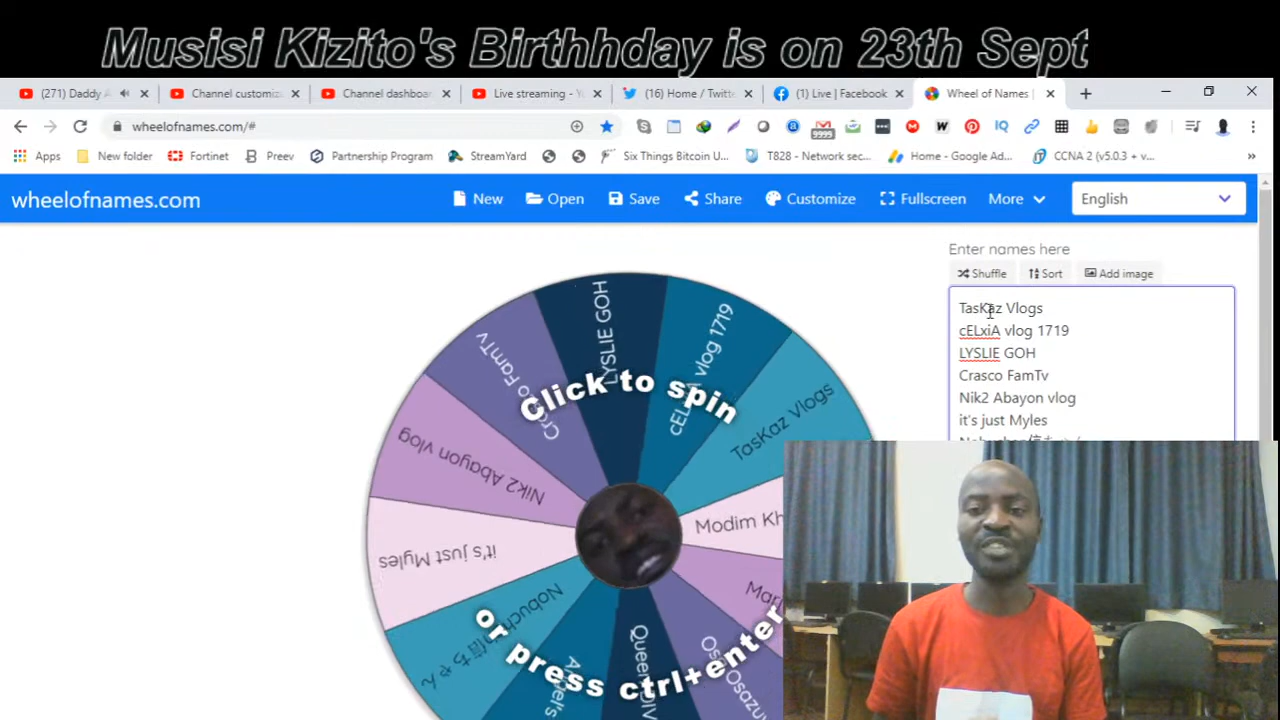 Musisi Kizito's Birthhday is on 23th Sept
(271) Daddy
Channel customiz
Channel dashboa
Live streaming - Y
(16) Home / Twitt
(1) Live | Facebook
Wheel of Names |
wheelofnames.com/#
9995
Apps
New folder
Fortinet
Preev
Partnership Program
StreamYard
Six Things Bitcoin U...
T828 - Network sec...
Home - Google Ad...
CCNA 2 (v5.0.3 + v...
wheelofnames.com
New
Open
Save
Share
Customize
Fullscreen
More
English
Enter names here
Shuffle
Sort
Add image
TasKaz Vlogs
cELxiA vlog 1719
LYSLIE GOH
Crasco FamTv
Nik2 Abayon vlog
it's just Myles
LYSLIE GOH
vlog 1719
TasKaz Vlogs
Modim Kh
Nik2 Abayon vlog
it's just Myles
FamTv
Click to spin
or press ctrl+enter